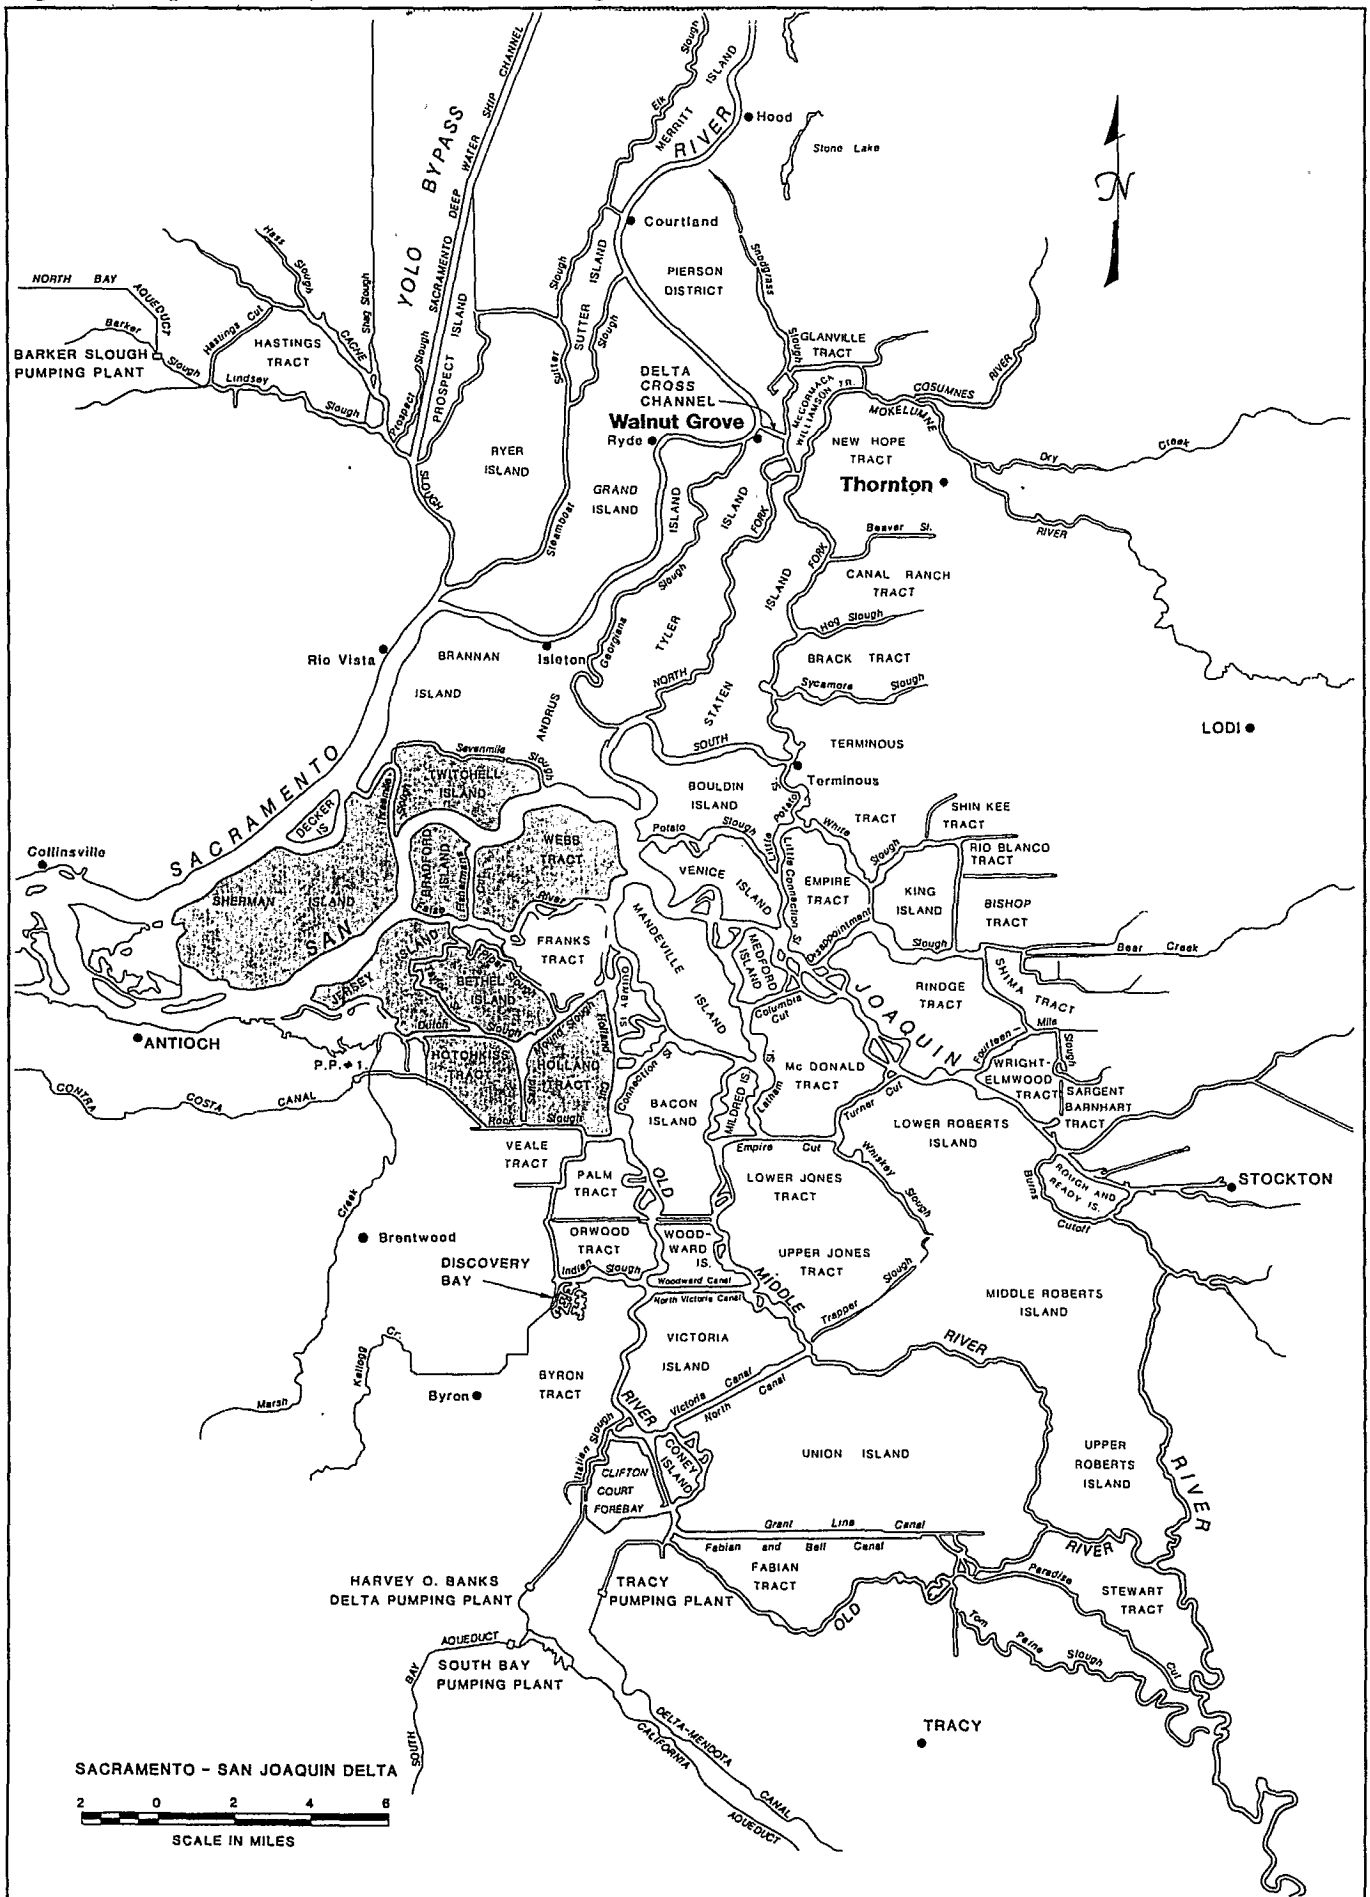 YOLO BYPASS
SACRAMENTO DEEP WATER SHIP CHANNEL
Elk Slough
MERRITT ISLAND
RIVER
Hood
Stone Lake
N
Courtland
PIERSON
DISTRICT
Snodgrass
Slough
GLANVILLE
TRACT
NORTH BAY
AQUEDUCT
Barker
Slough
BARKER SLOUGH
PUMPING PLANT
Hass
Slough
Hastings Cut
HASTINGS
TRACT
CACHE
Shag Slough
Lindsey
Slough
Prospect
Slough
PROSPECT ISLAND
SLOUGH
SUTTER ISLAND
Slough
Sutter
Slough
DELTA
CROSS
CHANNEL
Walnut Grove
Ryde
McCORMACA
WILLIAMSON TR.
COSUMNES
RIVER
MOKELUMNE
NEW HOPE
TRACT
Thornton
Dry
Creek
RIVER
RYER
ISLAND
Steamboat
GRAND
ISLAND
ISLAND
ISLAND
FORK
Beaver Sl.
FORK
ISLAND
CANAL RANCH
TRACT
Slough
Georgiana
TYLER
Hog Slough
BRACK TRACT
Sycamore
Slough
Rio Vista
BRANNAN
ISLAND
Isleton
ANDRUS
NORTH
STATEN
SOUTH
LODI
TERMINOUS
Terminous
TRACT
SACRAMENTO
Sevenmile
Slough
TWITCHELL
ISLAND
Threemile
Slough
DECKER
IS.
BOULDIN
ISLAND
Potato
Slough
Little
Potato
White
Slough
SHIN KEE
TRACT
RIO BLANCO
TRACT
Collinsville
SHERMAN
ISLAND
BRADFORD
ISLAND
Fishermans
Cut
False
River
WEBB
TRACT
VENICE
ISLAND
Little Connection Sl.
EMPIRE
TRACT
KING
ISLAND
BISHOP
TRACT
Disappointment
Slough
Bear
Creek
SAN
JOAQUIN
FRANKS
TRACT
MANDEVILLE
ISLAND
MEDFORD
ISLAND
QUIMBY IS
RINDGE
TRACT
SHIMA TRACT
JERSEY
ISLAND
Taylor
Piper Slough
BETHEL
ISLAND
Dutch
Slough
Columbia
Cut
Fourteen-
Mile
Slough
ANTIOCH
P.P.#1.
HOTCHKISS
TRACT
Sand
Mound Slough
HOLLAND
TRACT
Holland
Cut
Connection
Sl.
BACON
ISLAND
MILDRED IS.
Latham
Sl.
Mc DONALD
TRACT
Turner
Cut
WRIGHT-
ELMWOOD
TRACT
SARGENT
BARNHART
TRACT
CONTRA
COSTA
CANAL
Rock
Slough
Empire
Cut
LOWER ROBERTS
ISLAND
VEALE
TRACT
PALM
TRACT
OLD
LOWER JONES
TRACT
Whiskey
Slough
Burns
Cutoff
ROUGH AND
READY IS.
STOCKTON
Creek
Brentwood
DISCOVERY
BAY
ORWOOD
TRACT
WOOD-
WARD
IS.
Indian
Slough
Woodward Canal
North Victoria Canal
MIDDLE
UPPER JONES
TRACT
Trapper
Slough
MIDDLE ROBERTS
ISLAND
VICTORIA
ISLAND
RIVER
Cr.
Kellogg
Byron
BYRON
TRACT
Marsh
Victoria
Canal
North
Canal
RIVER
Italian Slough
CONEY
ISLAND
UNION ISLAND
UPPER
ROBERTS
ISLAND
RIVER
CLIFTON
COURT
FOREBAY
Grant
Line
Canal
Fabian and Bell Canal
FABIAN
TRACT
RIVER
Paradise
Cut
STEWART
TRACT
HARVEY O. BANKS
DELTA PUMPING PLANT
TRACY
PUMPING PLANT
OLD
Tom
Paine
Slough
AQUEDUCT
SOUTH BAY
SOUTH BAY
PUMPING PLANT
DELTA-MENDOTA
CANAL
CALIFORNIA
AQUEDUCT
TRACY
SACRAMENTO - SAN JOAQUIN DELTA
2 0 2 4 6
SCALE IN MILES